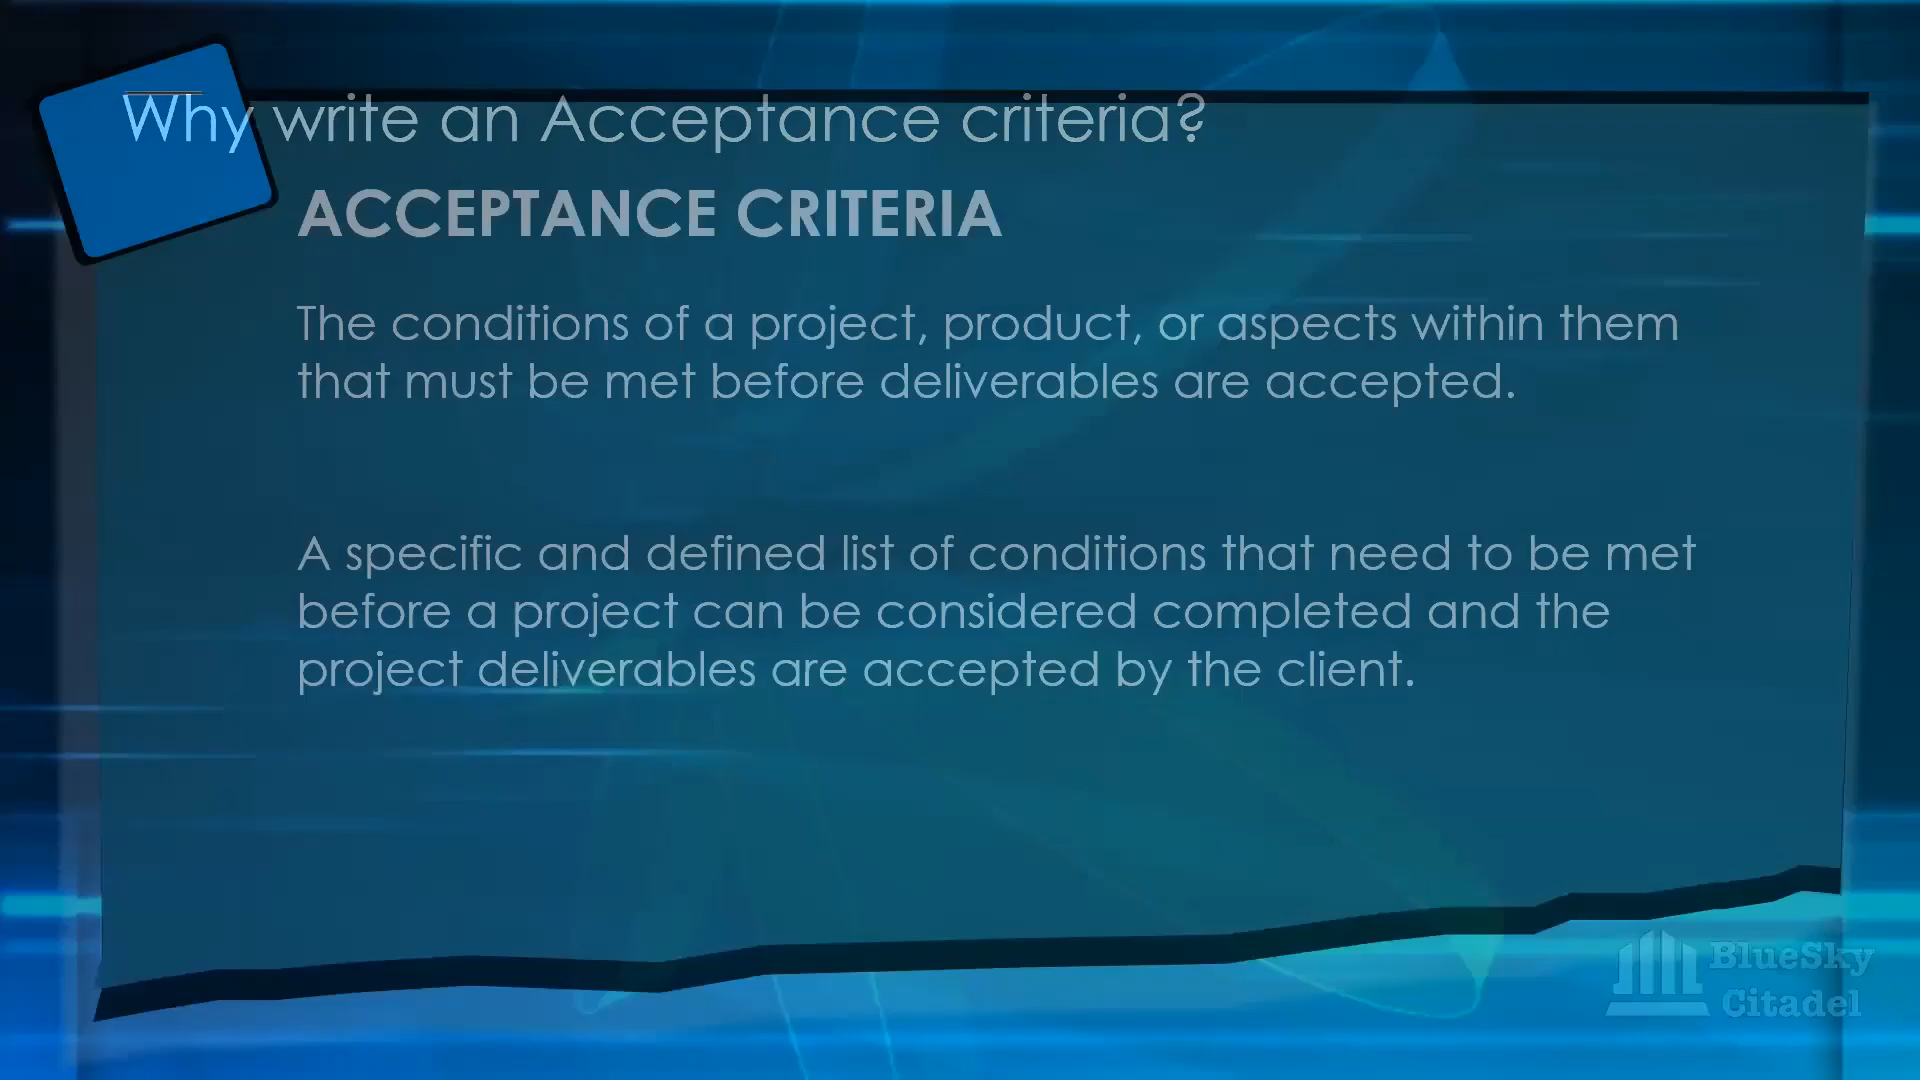 Why write an Acceptance criteria?
ACCEPTANCE CRITERIA
The conditions of a project, product, or aspects within them
that must be met before deliverables are accepted.
A specific and defined list of conditions that need to be met
before a project can be considered completed and the
project deliverables are accepted by the client.
BlueSky
Citadel